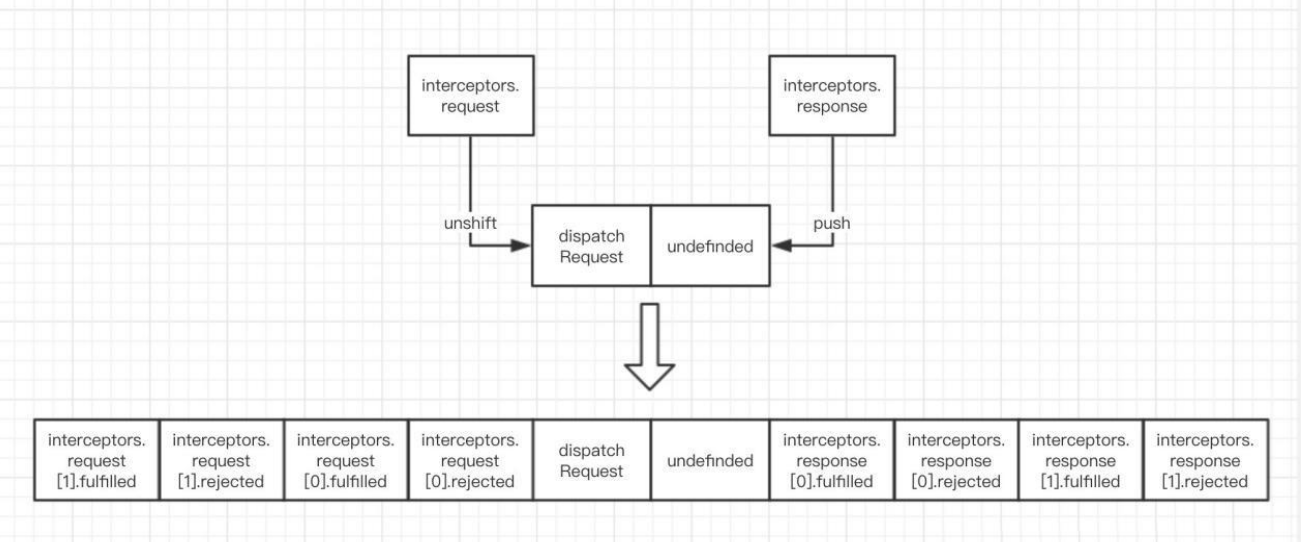 interceptors.
request
interceptors.
response
unshift
push
dispatch
Request
undefinded
interceptors.
request
[1].fulfilled
interceptors.
request
[1].rejected
interceptors.
request
[0].fulfilled
interceptors.
request
[0].rejected
dispatch
Request
undefinded
interceptors.
response
[0].fulfilled
interceptors.
response
[0].rejected
interceptors.
response
[1].fulfilled
interceptors.
response
[1].rejected